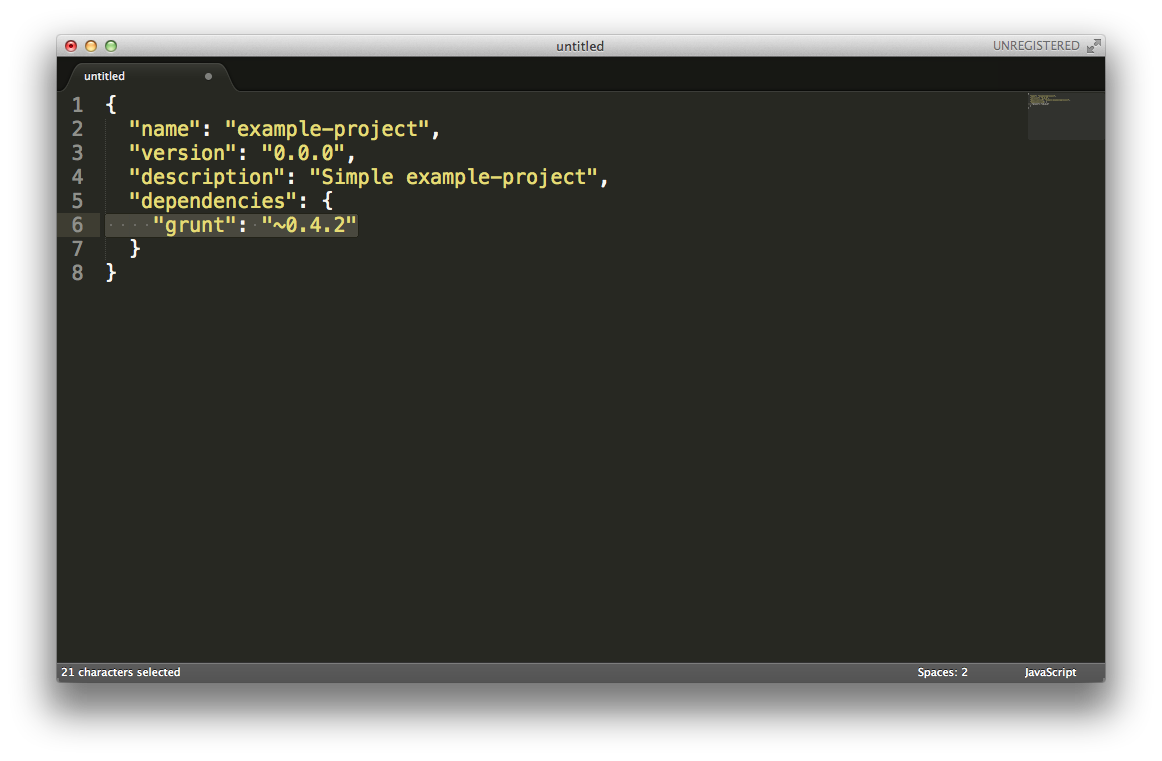 untitled
UNREGISTERED
untitled
1 {
2   "name": "example-project",
3   "version": "0.0.0",
4   "description": "Simple example-project",
5   "dependencies": {
6     "grunt": "~0.4.2"
7   }
8 }
21 characters selected
Spaces: 2
JavaScript